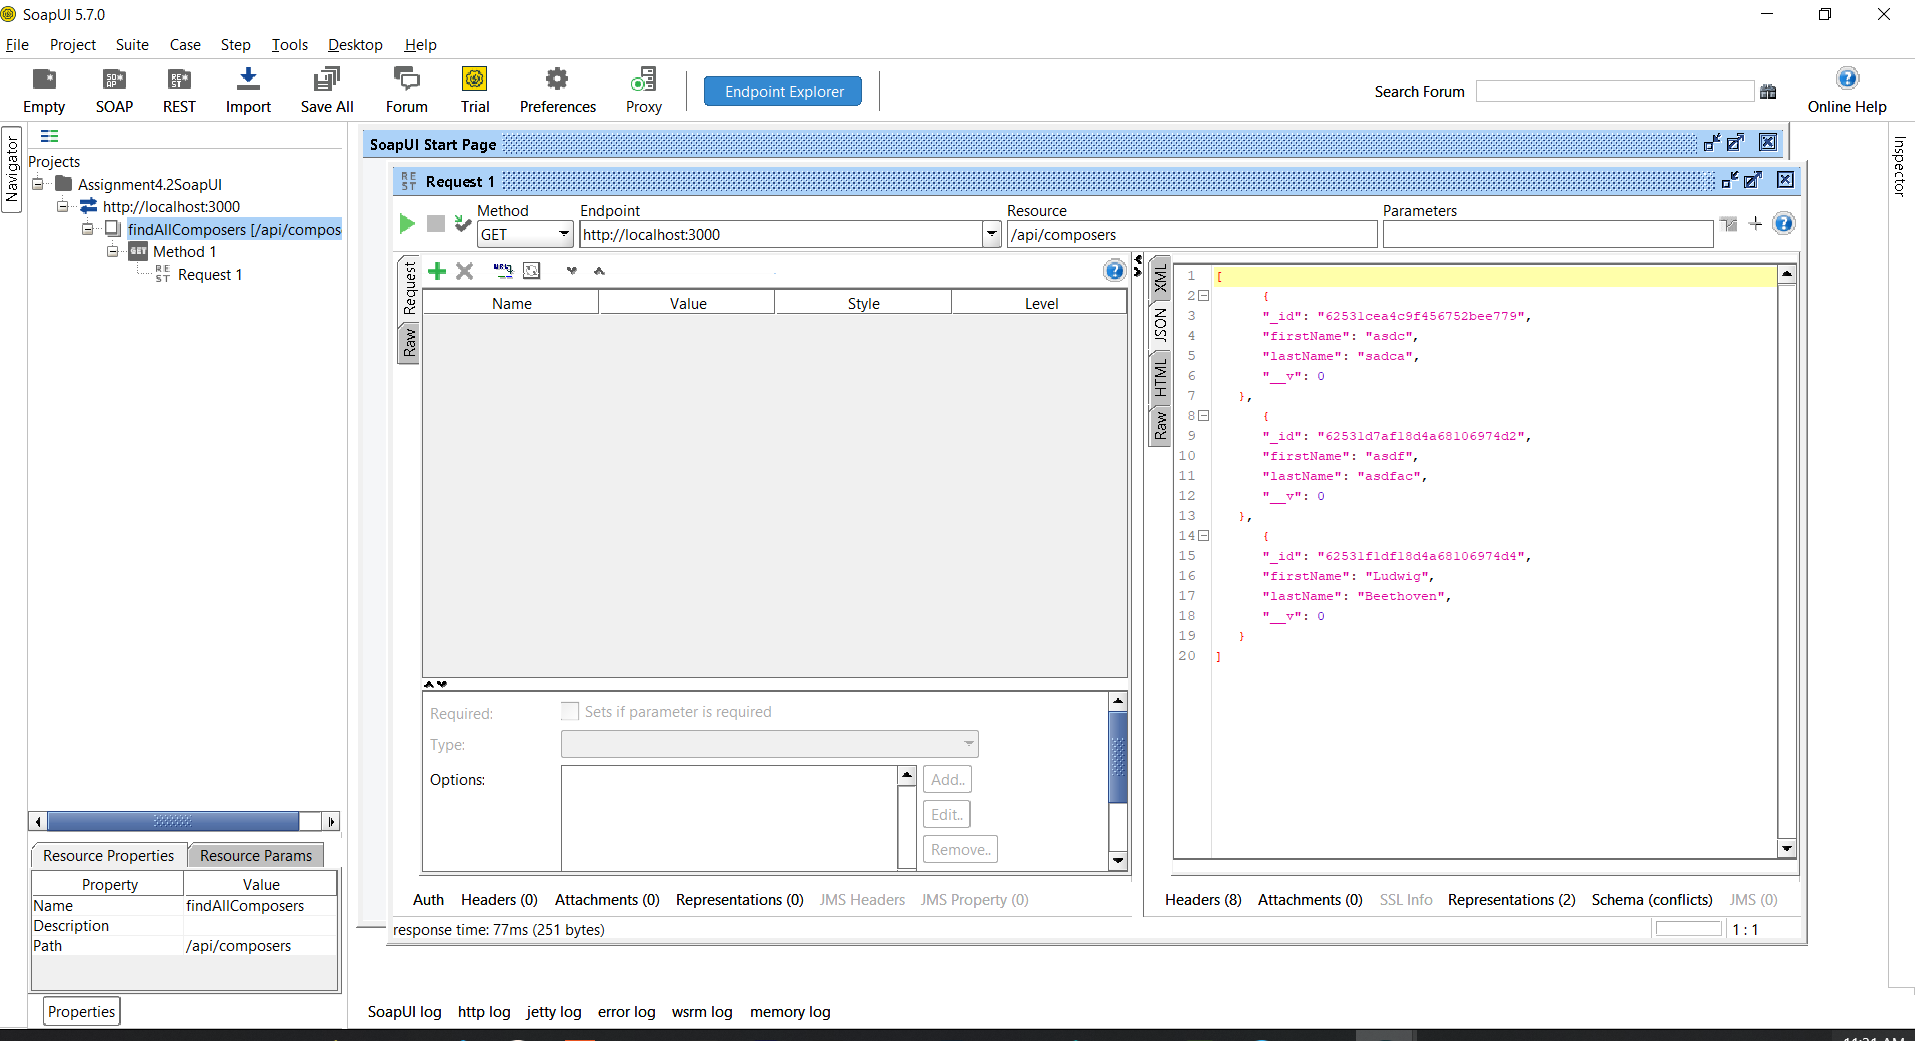 SoapUI 5.7.0
File Project Suite Case Step Tools Desktop Help
Empty SOAP REST Import Save All Forum Trial Preferences Proxy Endpoint Explorer Search Forum Online Help
Navigator
Projects
Assignment4.2SoapUI
http://localhost:3000
findAllComposers [/api/compos
GET Method 1
REST Request 1
Resource Properties Resource Params
Property Value
Name findAllComposers
Description
Path /api/composers
Properties
SoapUI Start Page
REST Request 1
Method Endpoint Resource Parameters
GET http://localhost:3000 /api/composers
Request
Raw
Name Value Style Level
Required: Sets if parameter is required
Type:
Options: Add..
Edit..
Remove..
Auth Headers (0) Attachments (0) Representations (0) JMS Headers JMS Property (0)
XML
JSON
HTML
Raw
1 [
2 {
3 "_id": "62531cea4c9f456752bee779",
4 "firstName": "asdc",
5 "lastName": "sadca",
6 "__v": 0
7 },
8 {
9 "_id": "62531d7af18d4a68106974d2",
10 "firstName": "asdf",
11 "lastName": "asdfac",
12 "__v": 0
13 },
14 {
15 "_id": "62531f1df18d4a68106974d4",
16 "firstName": "Ludwig",
17 "lastName": "Beethoven",
18 "__v": 0
19 }
20 ]
Headers (8) Attachments (0) SSL Info Representations (2) Schema (conflicts) JMS (0)
response time: 77ms (251 bytes) 1 : 1
Inspector
SoapUI log http log jetty log error log wsrm log memory log